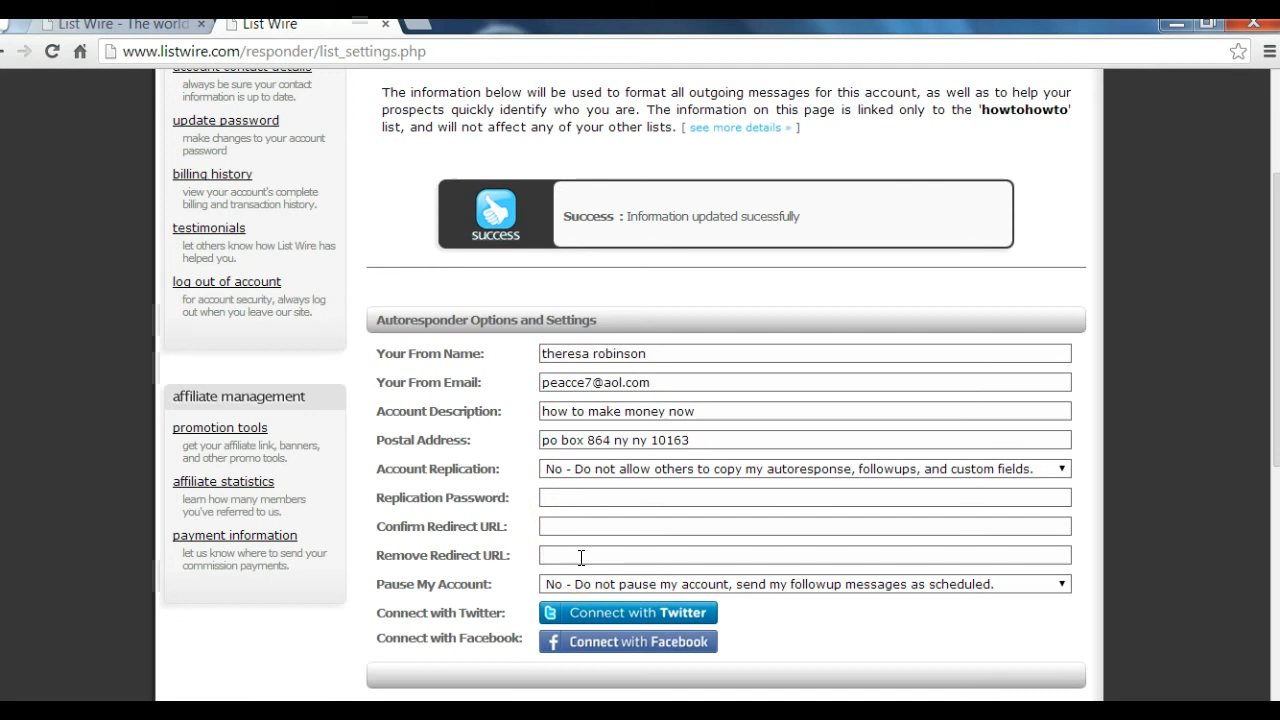 List Wire - The world
List Wire
www.listwire.com/responder/list_settings.php
account contact details
always be sure your contact
information is up to date.
update password
make changes to your account
password
billing history
view your account's complete
billing and transaction history.
testimonials
let others know how List Wire has
helped you.
log out of account
for account security, always log
out when you leave our site.
affiliate management
promotion tools
get your affiliate link, banners,
and other promo tools.
affiliate statistics
learn how many members
you've referred to us.
payment information
let us know where to send your
commission payments.
The information below will be used to format all outgoing messages for this account, as well as to help your
prospects quickly identify who you are. The information on this page is linked only to the 'howtohowto'
list, and will not affect any of your other lists. [ see more details » ]
success
Success : Information updated sucessfully
Autoresponder Options and Settings
Your From Name: theresa robinson
Your From Email: peacce7@aol.com
Account Description: how to make money now
Postal Address: po box 864 ny ny 10163
Account Replication: No - Do not allow others to copy my autoresponse, followups, and custom fields.
Replication Password:
Confirm Redirect URL:
Remove Redirect URL:
Pause My Account: No - Do not pause my account, send my followup messages as scheduled.
Connect with Twitter: Connect with Twitter
Connect with Facebook: Connect with Facebook